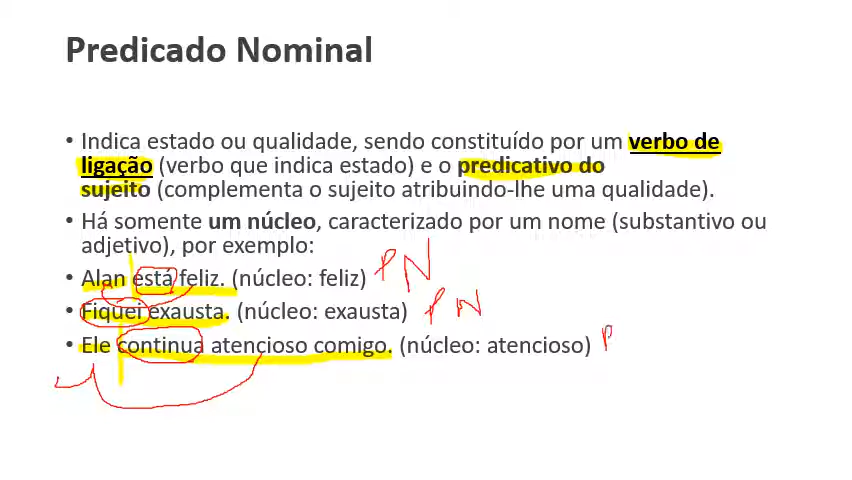 Predicado Nominal
• Indica estado ou qualidade, sendo constituído por um verbo de
ligação (verbo que indica estado) e o predicativo do
sujeito (complementa o sujeito atribuindo-lhe uma qualidade).
• Há somente um núcleo, caracterizado por um nome (substantivo ou
adjetivo), por exemplo:
• Alan está feliz. (núcleo: feliz) PN
• Fiquei exausta. (núcleo: exausta) PN
• Ele continua atencioso comigo. (núcleo: atencioso) P